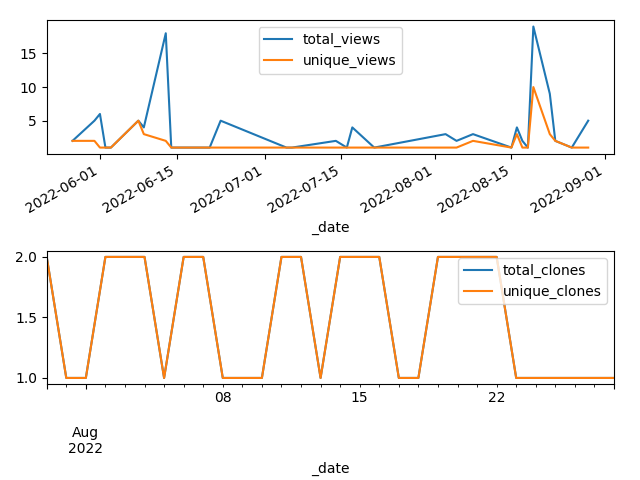 total_views
unique_views
15
10
5
2022-06-01
2022-06-15
2022-07-01
2022-07-15
2022-08-01
2022-08-15
2022-09-01
_date
total_clones
unique_clones
2.0
1.5
1.0
08
15
22
Aug
2022
_date